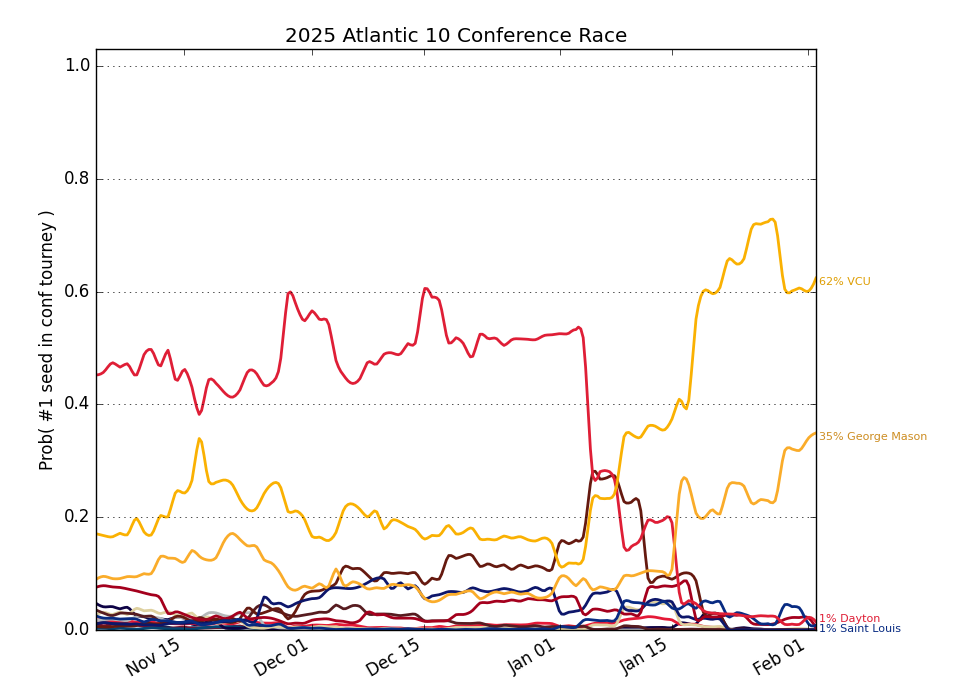 2025 Atlantic 10 Conference Race
Prob( #1 seed in conf tourney )
1.0
0.8
0.6
0.4
0.2
0.0
Nov 15
Dec 01
Dec 15
Jan 01
Jan 15
Feb 01
62% VCU
35% George Mason
1% Dayton
1% Saint Louis